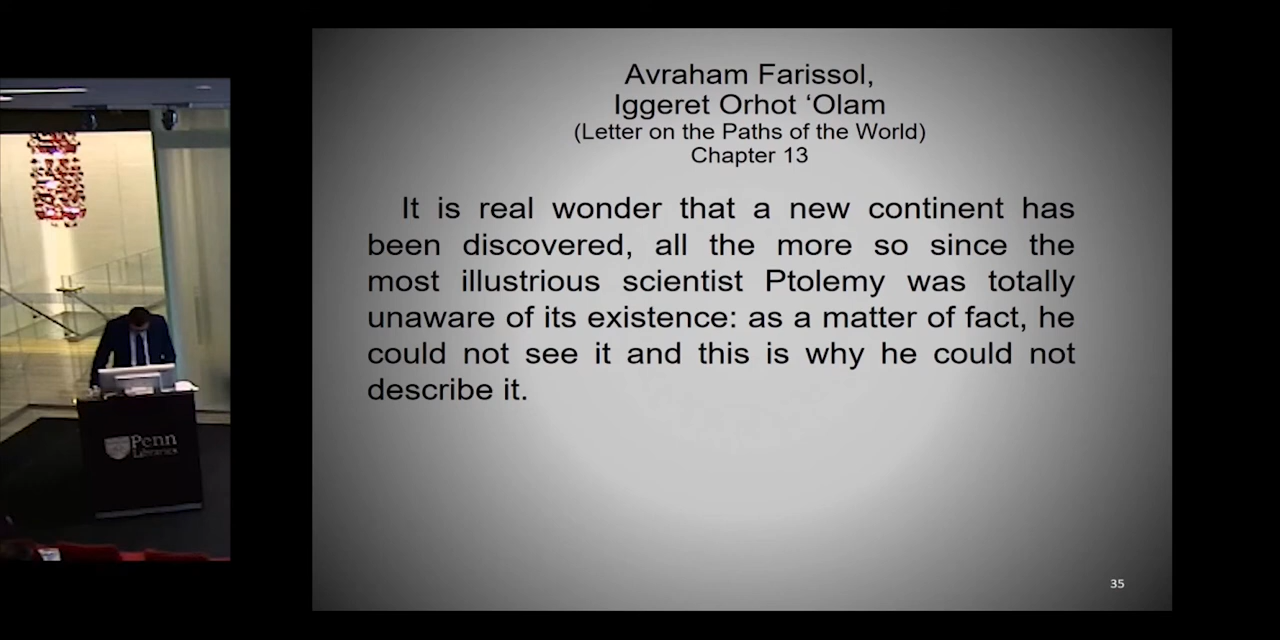 Avraham Farissol,
Iggeret Orhot ‘Olam
(Letter on the Paths of the World)
Chapter 13
It is real wonder that a new continent has
been discovered, all the more so since the
most illustrious scientist Ptolemy was totally
unaware of its existence: as a matter of fact, he
could not see it and this is why he could not
describe it.
35
Penn
Libraries